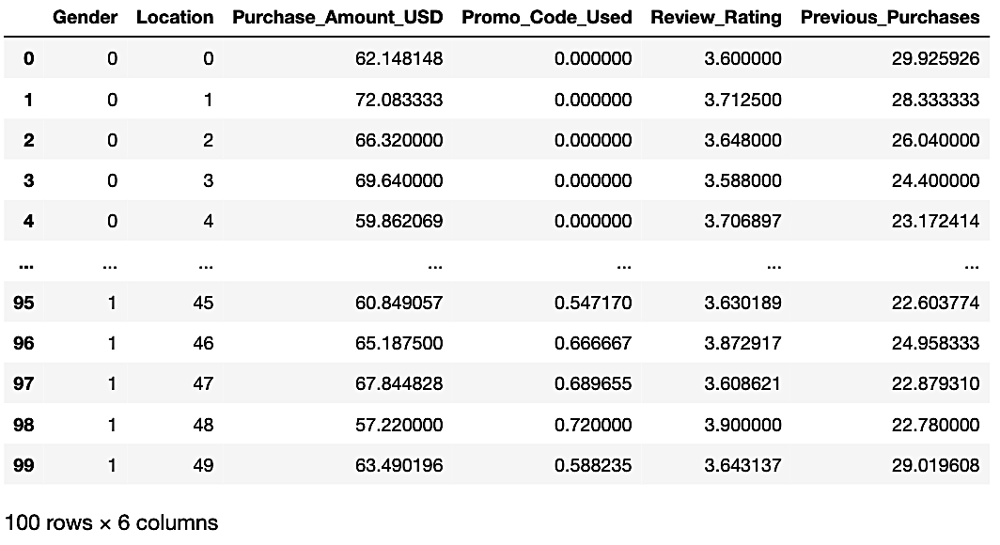 Gender Location Purchase_Amount_USD Promo_Code_Used Review_Rating Previous_Purchases
0 0 0 62.148148 0.000000 3.600000 29.925926
1 0 1 72.083333 0.000000 3.712500 28.333333
2 0 2 66.320000 0.000000 3.648000 26.040000
3 0 3 69.640000 0.000000 3.588000 24.400000
4 0 4 59.862069 0.000000 3.706897 23.172414
... ... ... ... ... ... ...
95 1 45 60.849057 0.547170 3.630189 22.603774
96 1 46 65.187500 0.666667 3.872917 24.958333
97 1 47 67.844828 0.689655 3.608621 22.879310
98 1 48 57.220000 0.720000 3.900000 22.780000
99 1 49 63.490196 0.588235 3.643137 29.019608
100 rows × 6 columns